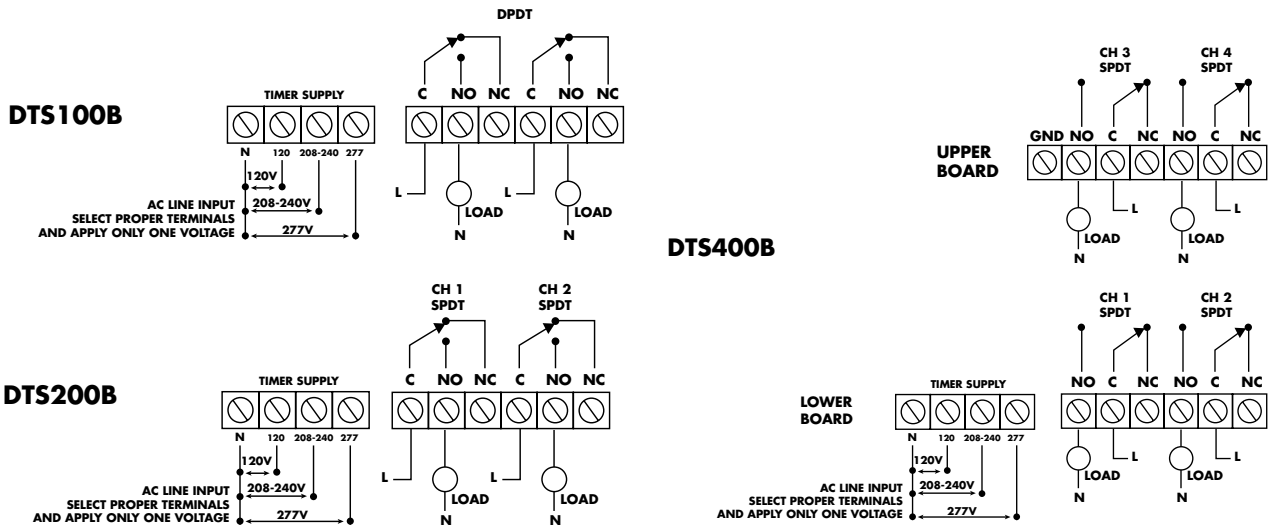 DTS100B
TIMER SUPPLY
N 120 208-240 277
120V
AC LINE INPUT 208-240V
SELECT PROPER TERMINALS
AND APPLY ONLY ONE VOLTAGE 277V
DPDT
C NO NC C NO NC
L L
LOAD LOAD
N N
DTS200B
TIMER SUPPLY
N 120 208-240 277
120V
AC LINE INPUT 208-240V
SELECT PROPER TERMINALS
AND APPLY ONLY ONE VOLTAGE 277V
CH 1 CH 2
SPDT SPDT
C NO NC C NO NC
L L
LOAD LOAD
N N
DTS400B
UPPER
BOARD
CH 3 CH 4
SPDT SPDT
GND NO C NC NO C NC
L L
LOAD LOAD
N N
LOWER
BOARD
TIMER SUPPLY
N 120 208-240 277
120V
AC LINE INPUT 208-240V
SELECT PROPER TERMINALS
AND APPLY ONLY ONE VOLTAGE 277V
CH 1 CH 2
SPDT SPDT
NO C NC NO C NC
L L
LOAD LOAD
N N